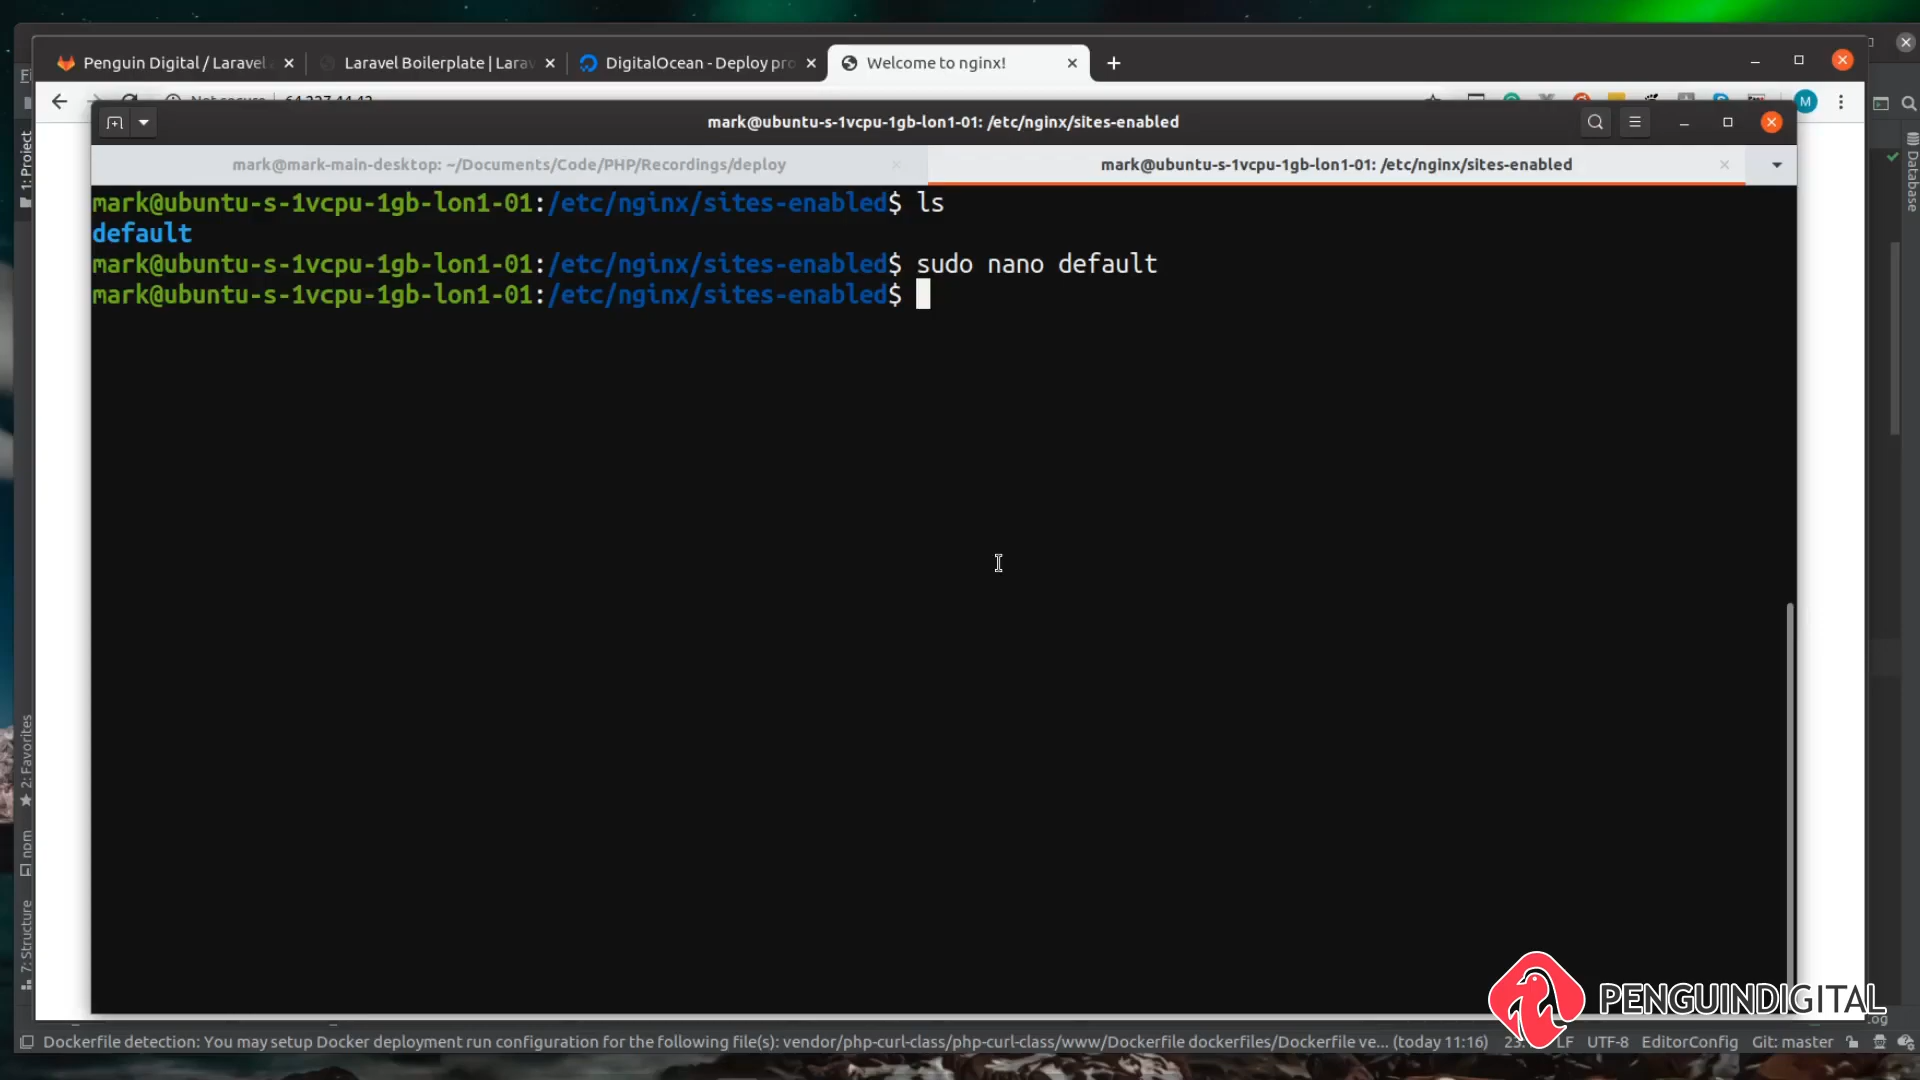 Penguin Digital / Laravel
Laravel Boilerplate | Lara
DigitalOcean - Deploy pro
Welcome to nginx!
M
mark@ubuntu-s-1vcpu-1gb-lon1-01: /etc/nginx/sites-enabled
mark@mark-main-desktop: ~/Documents/Code/PHP/Recordings/deploy
mark@ubuntu-s-1vcpu-1gb-lon1-01: /etc/nginx/sites-enabled
mark@ubuntu-s-1vcpu-1gb-lon1-01:/etc/nginx/sites-enabled$ ls
default
mark@ubuntu-s-1vcpu-1gb-lon1-01:/etc/nginx/sites-enabled$ sudo nano default
mark@ubuntu-s-1vcpu-1gb-lon1-01:/etc/nginx/sites-enabled$
1: Project
2: Favorites
npm
7: Structure
Database
PENGUINDIGITAL
Dockerfile detection: You may setup Docker deployment run configuration for the following file(s): vendor/php-curl-class/php-curl-class/www/Dockerfile dockerfiles/Dockerfile ve... (today 11:16) LF UTF-8 EditorConfig Git: master